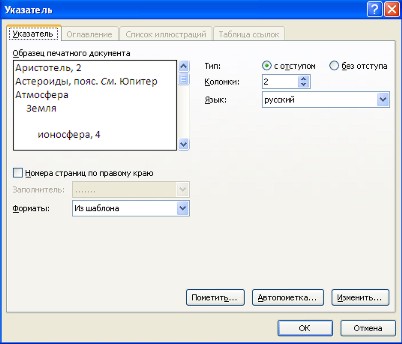 Указатель
Указатель Оглавление Список иллюстраций Таблица ссылок
Образец печатного документа
Аристотель, 2
Астероиды, пояс. См. Юпитер
Атмосфера
Земля
ионосфера, 4
Тип: с отступом без отступа
Колонки: 2
Язык: русский
Номера страниц по правому краю
Заполнитель: .......
Форматы: Из шаблона
Пометить... Автопометка... Изменить...
ОК Отмена